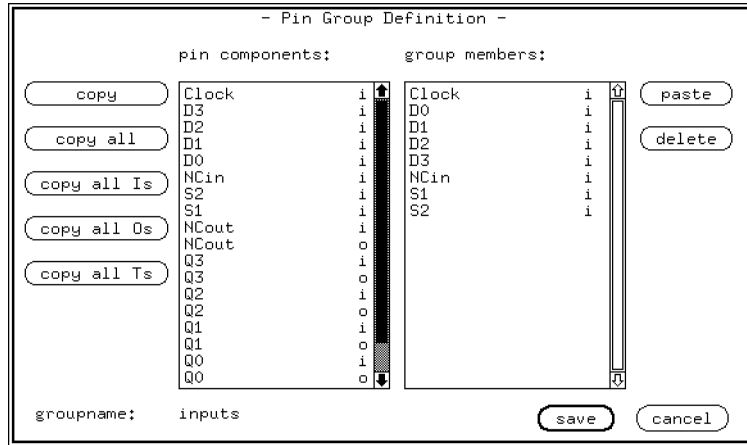 - Pin Group Definition -
pin components:
group members:
copy
copy all
copy all Is
copy all Os
copy all Ts
Clock i
D3 i
D2 i
D1 i
D0 i
NCin i
S2 i
S1 i
NCout i
NCout o
Q3 i
Q3 o
Q2 i
Q2 o
Q1 i
Q1 o
Q0 i
Q0 o
Clock i
D0 i
D1 i
D2 i
D3 i
NCin i
S1 i
S2 i
paste
delete
groupname: inputs
save
cancel